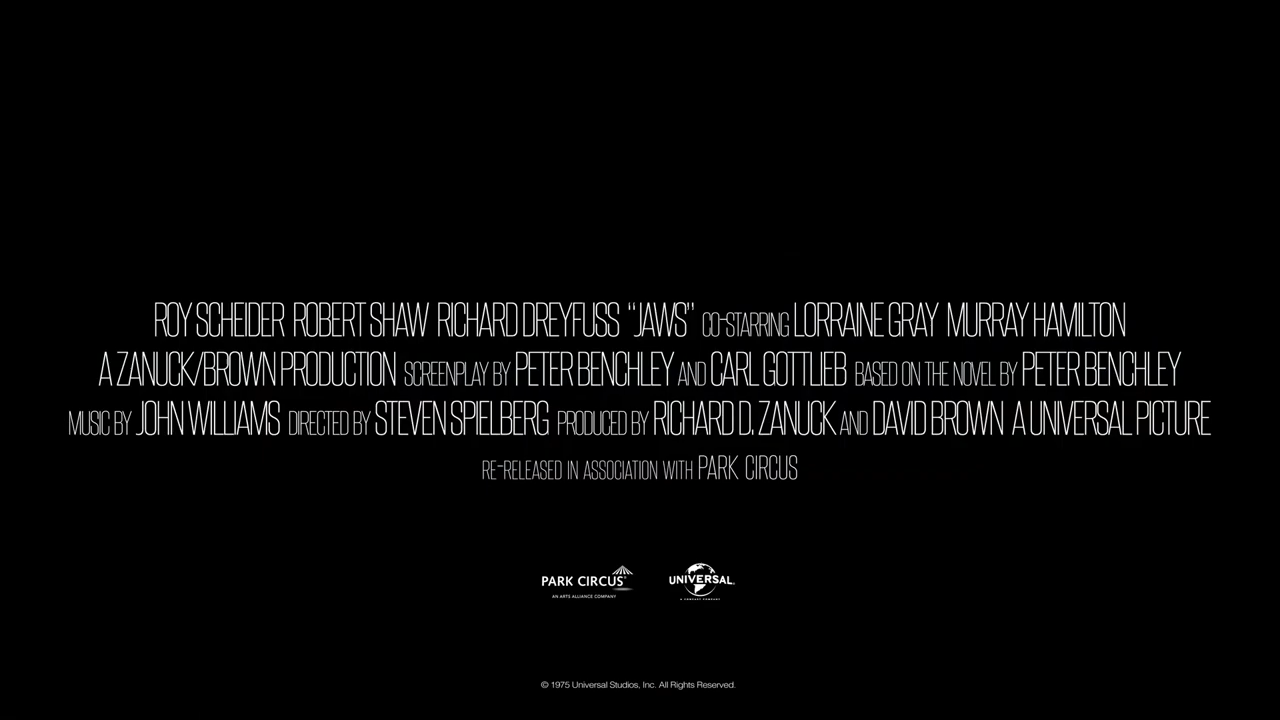 ROY SCHEIDER ROBERT SHAW RICHARD DREYFUSS “JAWS” CO-STARRING LORRAINE GRAY MURRAY HAMILTON
A ZANUCK/BROWN PRODUCTION SCREENPLAY BY PETER BENCHLEY AND CARL GOTTLIEB BASED ON THE NOVEL BY PETER BENCHLEY
MUSIC BY JOHN WILLIAMS DIRECTED BY STEVEN SPIELBERG PRODUCED BY RICHARD D. ZANUCK AND DAVID BROWN A UNIVERSAL PICTURE
RE-RELEASED IN ASSOCIATION WITH PARK CIRCUS
PARK CIRCUS® UNIVERSAL®
AN ARTS ALLIANCE COMPANY A COMCAST COMPANY
© 1975 Universal Studios, Inc. All Rights Reserved.